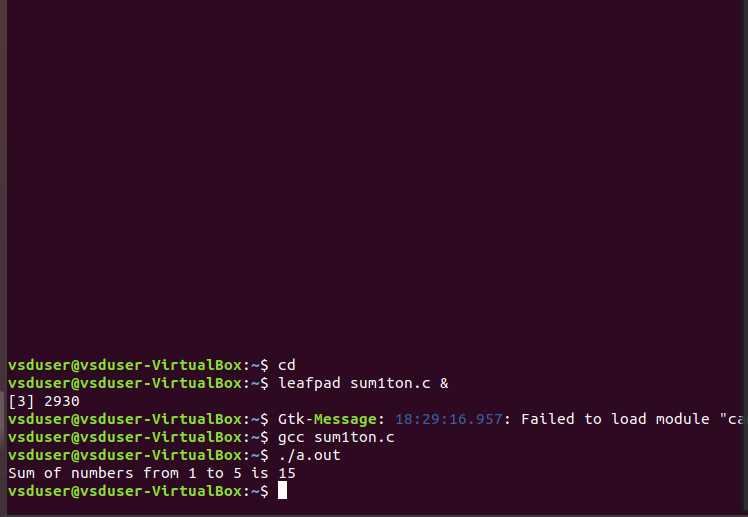 vsduser@vsduser-VirtualBox:~$ cd
vsduser@vsduser-VirtualBox:~$ leafpad sum1ton.c &
[3] 2930
vsduser@vsduser-VirtualBox:~$ Gtk-Message: 18:29:16.957: Failed to load module "ca
vsduser@vsduser-VirtualBox:~$ gcc sum1ton.c
vsduser@vsduser-VirtualBox:~$ ./a.out
Sum of numbers from 1 to 5 is 15
vsduser@vsduser-VirtualBox:~$